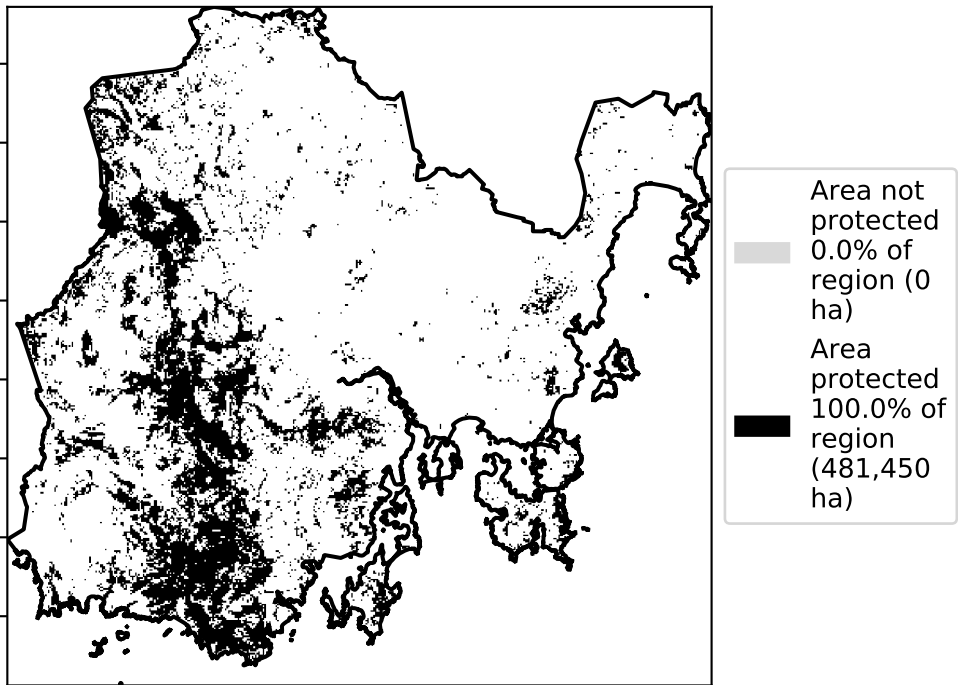 Area not
protected
0.0% of
region (0
ha)
Area
protected
100.0% of
region
(481,450
ha)